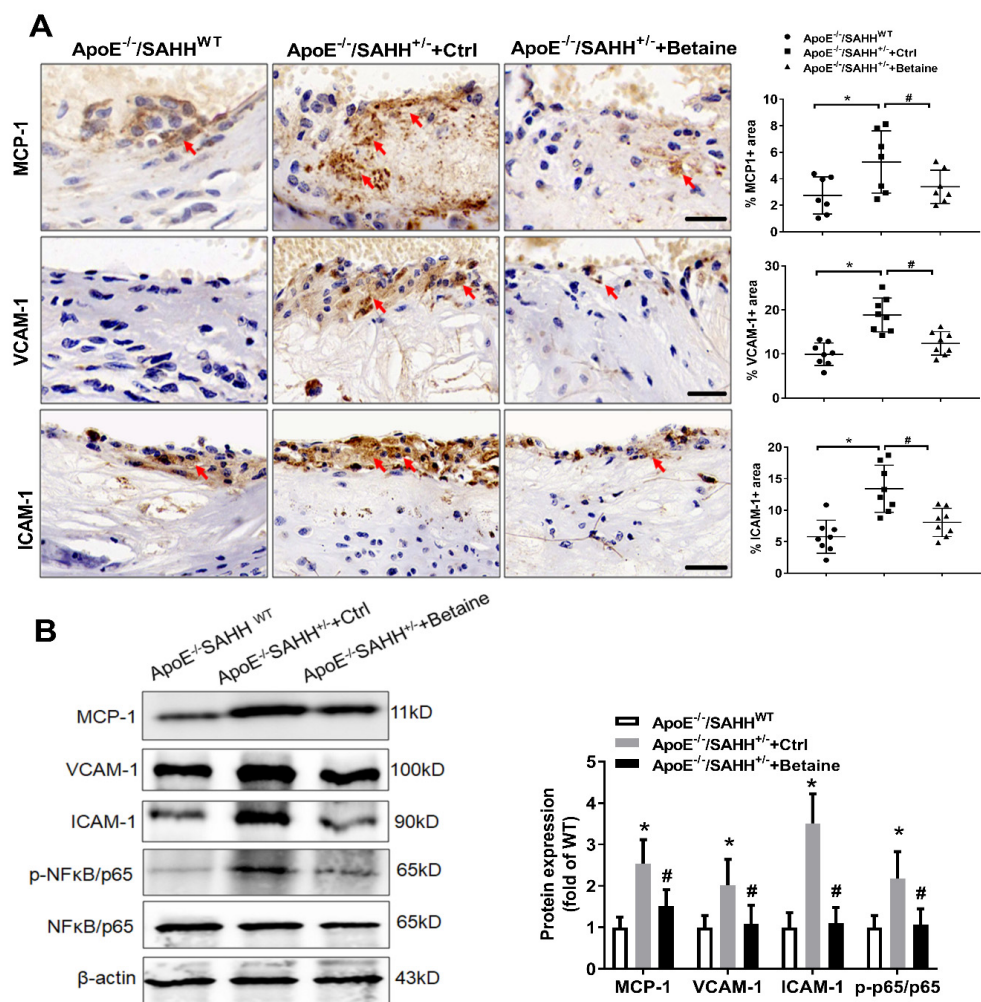 A
ApoE-/-/SAHHWT
ApoE-/-/SAHH+/-+Ctrl
ApoE-/-/SAHH+/-+Betaine
ApoE-/-/SAHHWT
ApoE-/-/SAHH+/-+Ctrl
ApoE-/-/SAHH+/-+Betaine
MCP-1
% MCP1+ area
10
8
6
4
2
0
*
#
VCAM-1
% VCAM-1+ area
30
20
10
0
*
#
ICAM-1
% ICAM-1+ area
20
15
10
5
0
*
#
B
ApoE-/-SAHH WT
ApoE-/-SAHH+/-+Ctrl
ApoE-/-SAHH+/-+Betaine
MCP-1 11kD
VCAM-1 100kD
ICAM-1 90kD
p-NFκB/p65 65kD
NFκB/p65 65kD
β-actin 43kD
ApoE-/-/SAHHWT
ApoE-/-/SAHH+/-+Ctrl
ApoE-/-/SAHH+/-+Betaine
Protein expression
(fold of WT)
5
4
3
2
1
0
* # * # * # * #
MCP-1 VCAM-1 ICAM-1 p-p65/p65